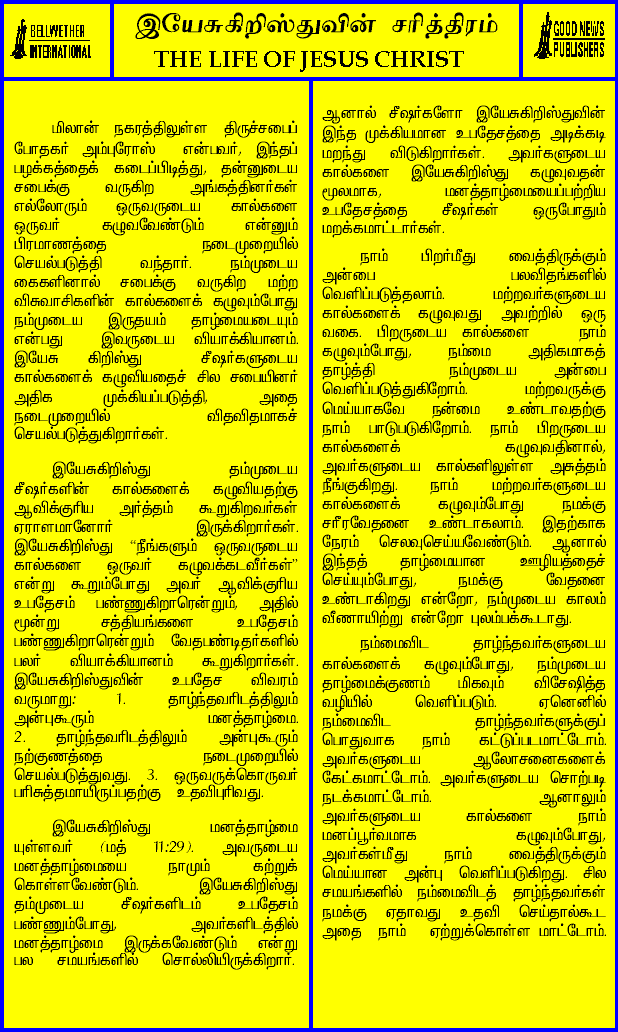 BELLWETHER
INTERNATIONAL
இயேசுகிறிஸ்துவின் சரித்திரம்
THE LIFE OF JESUS CHRIST
GOOD NEWS
PUBLISHERS
மிலான் நகரத்திலுள்ள திருச்சபைப்
போதகர் அம்புரோஸ் என்பவர், இந்தப்
பழக்கத்தைக் கடைப்பிடித்து, தன்னுடைய
சபைக்கு வருகிற அங்கத்தினர்கள்
எல்லோரும் ஒருவருடைய கால்களை
ஒருவர் கழுவவேண்டும் என்னும்
பிரமாணத்தை நடைமுறையில்
செயல்படுத்தி வந்தார். நம்முடைய
கைகளினால் சபைக்கு வருகிற மற்ற
விசுவாசிகளின் கால்களைக் கழுவும்போது
நம்முடைய இருதயம் தாழ்மையடையும்
என்பது இவருடைய வியாக்கியானம்.
இயேசு கிறிஸ்து சீஷர்களுடைய
கால்களைக் கழுவியதைச் சில சபையினர்
அதிக முக்கியப்படுத்தி, அதை
நடைமுறையில் விதவிதமாகச்
செயல்படுத்துகிறார்கள்.
இயேசுகிறிஸ்து தம்முடைய
சீஷர்களின் கால்களைக் கழுவியதற்கு
ஆவிக்குரிய அர்த்தம் கூறுகிறவர்கள்
ஏராளமானோர் இருக்கிறார்கள்.
இயேசுகிறிஸ்து “நீங்களும் ஒருவருடைய
கால்களை ஒருவர் கழுவக்கடவீர்கள்”
என்று கூறும்போது அவர் ஆவிக்குரிய
உபதேசம் பண்ணுகிறாரென்றும், அதில்
மூன்று சத்தியங்களை உபதேசம்
பண்ணுகிறாரென்றும் வேதபண்டிதர்களில்
பலர் வியாக்கியானம் கூறுகிறார்கள்.
இயேசுகிறிஸ்துவின் உபதேச விவரம்
வருமாறு: 1. தாழ்ந்தவரிடத்திலும்
அன்புகூரும் மனத்தாழ்மை.
2. தாழ்ந்தவரிடத்திலும் அன்புகூரும்
நற்குணத்தை நடைமுறையில்
செயல்படுத்துவது. 3. ஒருவருக்கொருவர்
பரிசுத்தமாயிருப்பதற்கு உதவிபுரிவது.
இயேசுகிறிஸ்து மனத்தாழ்மை
யுள்ளவர் (மத் 11:29). அவருடைய
மனத்தாழ்மையை நாமும் கற்றுக்
கொள்ளவேண்டும். இயேசுகிறிஸ்து
தம்முடைய சீஷர்களிடம் உபதேசம்
பண்ணும்போது, அவர்களிடத்தில்
மனத்தாழ்மை இருக்கவேண்டும் என்று
பல சமயங்களில் சொல்லியிருக்கிறார்.
ஆனால் சீஷர்களோ இயேசுகிறிஸ்துவின்
இந்த முக்கியமான உபதேசத்தை அடிக்கடி
மறந்து விடுகிறார்கள். அவர்களுடைய
கால்களை இயேசுகிறிஸ்து கழுவுவதன்
மூலமாக, மனத்தாழ்மையைப்பற்றிய
உபதேசத்தை சீஷர்கள் ஒருபோதும்
மறக்கமாட்டார்கள்.
நாம் பிறர்மீது வைத்திருக்கும்
அன்பை பலவிதங்களில்
வெளிப்படுத்தலாம். மற்றவர்களுடைய
கால்களைக் கழுவுவது அவற்றில் ஒரு
வகை. பிறருடைய கால்களை நாம்
கழுவும்போது, நம்மை அதிகமாகத்
தாழ்த்தி நம்முடைய அன்பை
வெளிப்படுத்துகிறோம். மற்றவருக்கு
மெய்யாகவே நன்மை உண்டாவதற்கு
நாம் பாடுபடுகிறோம். நாம் பிறருடைய
கால்களைக் கழுவுவதினால்,
அவர்களுடைய கால்களிலுள்ள அசுத்தம்
நீங்குகிறது. நாம் மற்றவர்களுடைய
கால்களைக் கழுவும்போது நமக்கு
சரீரவேதனை உண்டாகலாம். இதற்காக
நேரம் செலவுசெய்யவேண்டும். ஆனால்
இந்தத் தாழ்மையான ஊழியத்தைச்
செய்யும்போது, நமக்கு வேதனை
உண்டாகிறது என்றோ, நம்முடைய காலம்
வீணாயிற்று என்றோ புலம்பக்கூடாது.
நம்மைவிட தாழ்ந்தவர்களுடைய
கால்களைக் கழுவும்போது, நம்முடைய
தாழ்மைக்குணம் மிகவும் விசேஷித்த
வழியில் வெளிப்படும். ஏனெனில்
நம்மைவிட தாழ்ந்தவர்களுக்குப்
பொதுவாக நாம் கட்டுப்படமாட்டோம்.
அவர்களுடைய ஆலோசனைகளைக்
கேட்கமாட்டோம். அவர்களுடைய சொற்படி
நடக்கமாட்டோம். ஆனாலும்
அவர்களுடைய கால்களை நாம்
மனப்பூர்வமாக கழுவும்போது,
அவர்கள்மீது நாம் வைத்திருக்கும்
மெய்யான அன்பு வெளிப்படுகிறது. சில
சமயங்களில் நம்மைவிடத் தாழ்ந்தவர்கள்
நமக்கு ஏதாவது உதவி செய்தால்கூட
அதை நாம் ஏற்றுக்கொள்ள மாட்டோம்.